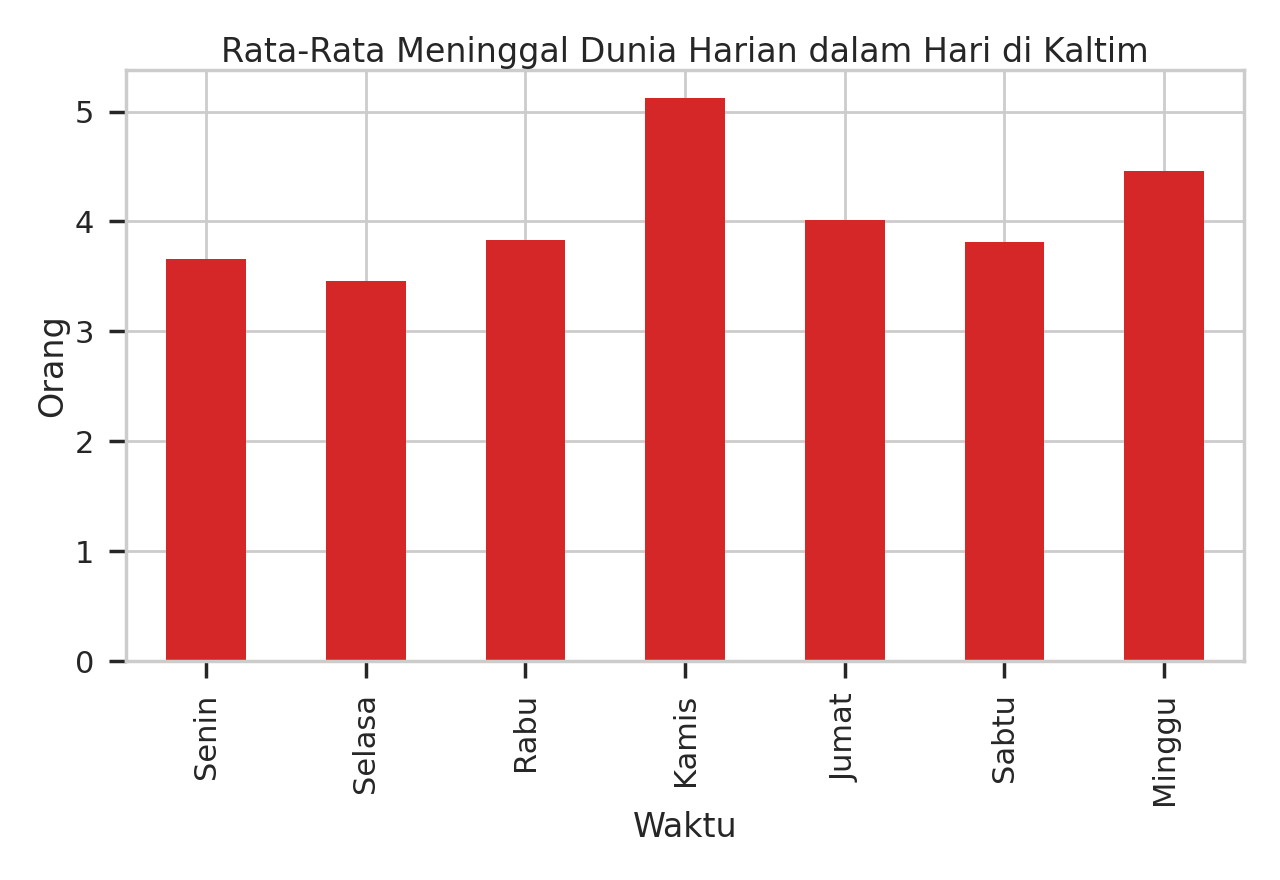 Rata-Rata Meninggal Dunia Harian dalam Hari di Kaltim
5
4
3
2
1
0
Orang
Senin
Selasa
Rabu
Kamis
Jumat
Sabtu
Minggu
Waktu